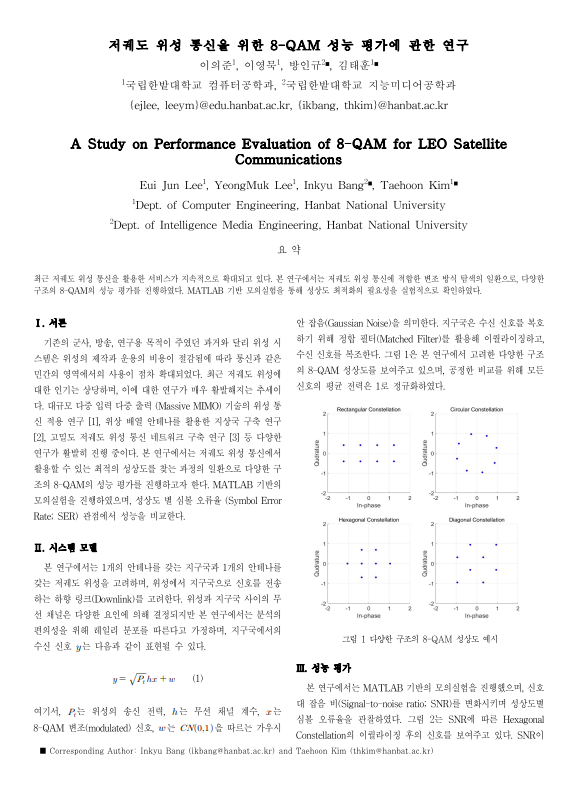 저궤도 위성 통신을 위한 8-QAM 성능 평가에 관한 연구
이의준1, 이영묵1, 방인규2■, 김태훈1■
1국립한밭대학교 컴퓨터공학과, 2국립한밭대학교 지능미디어공학과
{ejlee, leeym}@edu.hanbat.ac.kr, {ikbang, thkim}@hanbat.ac.kr
A Study on Performance Evaluation of 8-QAM for LEO Satellite
Communications
Eui Jun Lee1, YeongMuk Lee1, Inkyu Bang2■, Taehoon Kim1■
1Dept. of Computer Engineering, Hanbat National University
2Dept. of Intelligence Media Engineering, Hanbat National University
요 약
최근 저궤도 위성 통신을 활용한 서비스가 지속적으로 확대되고 있다. 본 연구에서는 저궤도 위성 통신에 적합한 변조 방식 탐색의 일환으로, 다양한
구조의 8-QAM의 성능 평가를 진행하였다. MATLAB 기반 모의실험을 통해 성상도 최적화의 필요성을 실험적으로 확인하였다.
Ⅰ. 서론
기존의 군사, 방송, 연구용 목적이 주였던 과거와 달리 위성 시
스템은 위성의 제작과 운용의 비용이 절감됨에 따라 통신과 같은
민간의 영역에서의 사용이 점차 확대되었다. 최근 저궤도 위성에
대한 인기는 상당하며, 이에 대한 연구가 매우 활발해지는 추세이
다. 대규모 다중 입력 다중 출력 (Massive MIMO) 기술의 위성 통
신 적용 연구 [1], 위상 배열 안테나를 활용한 지상국 구축 연구
[2], 고밀도 저궤도 위성 통신 네트워크 구축 연구 [3] 등 다양한
연구가 활발히 진행 중이다. 본 연구에서는 저궤도 위성 통신에서
활용할 수 있는 최적의 성상도를 찾는 과정의 일환으로 다양한 구
조의 8-QAM의 성능 평가를 진행하고자 한다. MATLAB 기반의
모의실험을 진행하였으며, 성상도 별 심볼 오류율 (Symbol Error
Rate; SER) 관점에서 성능을 비교한다.
Ⅱ. 시스템 모델
본 연구에서는 1개의 안테나를 갖는 지구국과 1개의 안테나를
갖는 저궤도 위성을 고려하며, 위성에서 지구국으로 신호를 전송
하는 하향 링크(Downlink)를 고려한다. 위성과 지구국 사이의 무
선 채널은 다양한 요인에 의해 결정되지만 본 연구에서는 분석의
편의성을 위해 레일리 분포를 따른다고 가정하며, 지구국에서의
수신 신호 y는 다음과 같이 표현될 수 있다.
y = √Pt hx + w (1)
여기서, Pt는 위성의 송신 전력, h는 무선 채널 계수, x는
8-QAM 변조(modulated) 신호, w는 CN(0,1)을 따르는 가우시
안 잡음(Gaussian Noise)을 의미한다. 지구국은 수신 신호를 복호
하기 위해 정합 필터(Matched Filter)를 활용해 이퀄라이징하고,
수신 신호를 복조한다. 그림 1은 본 연구에서 고려한 다양한 구조
의 8-QAM 성상도를 보여주고 있으며, 공정한 비교를 위해 모든
신호의 평균 전력은 1로 정규화하였다.
Rectangular Constellation
2
1
0
-1
-2
Quadrature
-2 -1 0 1 2
In-phase
Circular Constellation
2
1
0
-1
-2
Quadrature
-2 -1 0 1 2
In-phase
Hexagonal Constellation
2
1
0
-1
-2
Quadrature
-2 -1 0 1 2
In-phase
Diagonal Constellation
2
1
0
-1
-2
Quadrature
-2 -1 0 1 2
In-phase
그림 1 다양한 구조의 8-QAM 성상도 예시
Ⅲ. 성능 평가
본 연구에서는 MATLAB 기반의 모의실험을 진행했으며, 신호
대 잡음 비(Signal-to-noise ratio; SNR)를 변화시키며 성상도별
심볼 오류율을 관찰하였다. 그림 2는 SNR에 따른 Hexagonal
Constellation의 이퀄라이징 후의 신호를 보여주고 있다. SNR이
■ Corresponding Author: Inkyu Bang (ikbang@hanbat.ac.kr) and Taehoon Kim (thkim@hanbat.ac.kr)